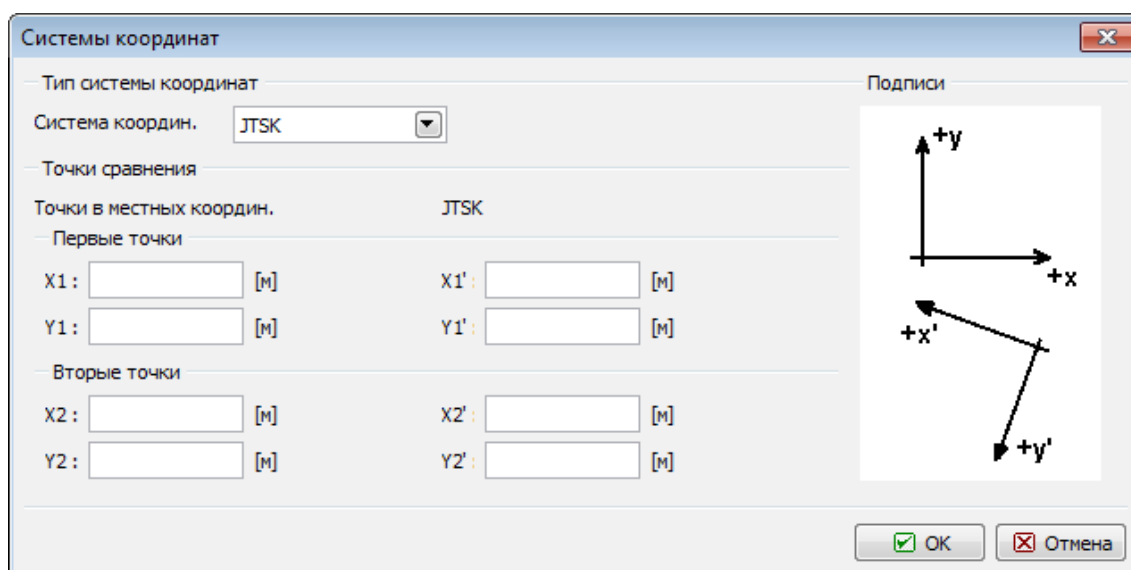 Системы координат
Тип системы координат
Подписи
Система координ. JTSK
Точки сравнения
Точки в местных координ. JTSK
Первые точки
X1 : [м] X1' : [м]
Y1 : [м] Y1' : [м]
Вторые точки
X2 : [м] X2' : [м]
Y2 : [м] Y2' : [м]
+y
+x
+x'
+y'
OK Отмена